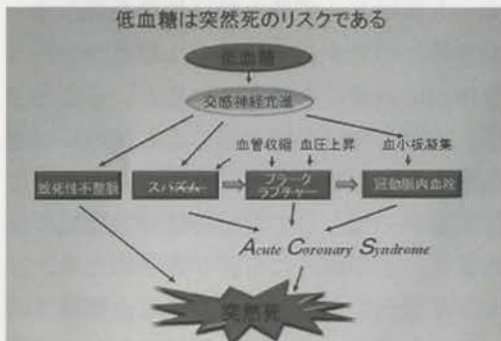 低血糖は突然死のリスクである
低血糖
交感神経亢進
血管収縮 血圧上昇 血小板凝集
致死性不整脈 スパズム プラーク
ラプチャー 冠動脈内血栓
Acute Coronary Syndrome
突然死